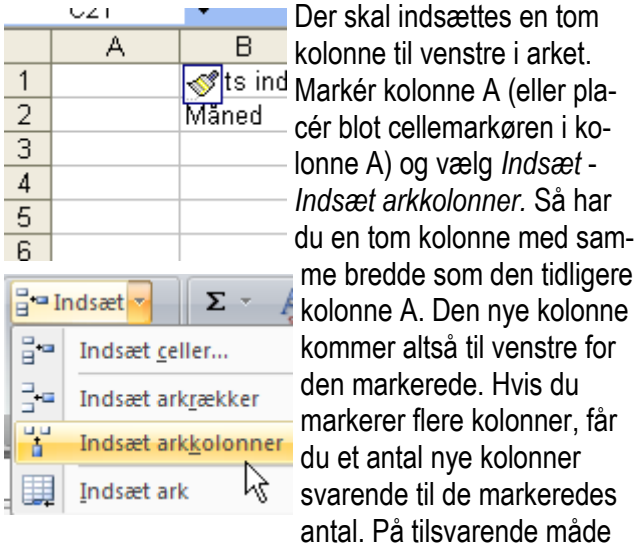 C21
A B
1 ts ind
2 Måned
3
4
5
6
Indsæt Σ
Indsæt celler...
Indsæt arkrækker
Indsæt arkkolonner
Indsæt ark
Der skal indsættes en tom
kolonne til venstre i arket.
Markér kolonne A (eller pla-
cér blot cellemarkøren i ko-
lonne A) og vælg Indsæt -
Indsæt arkkolonner. Så har
du en tom kolonne med sam-
me bredde som den tidligere
kolonne A. Den nye kolonne
kommer altså til venstre for
den markerede. Hvis du
markerer flere kolonner, får
du et antal nye kolonner
svarende til de markeredes
antal. På tilsvarende måde